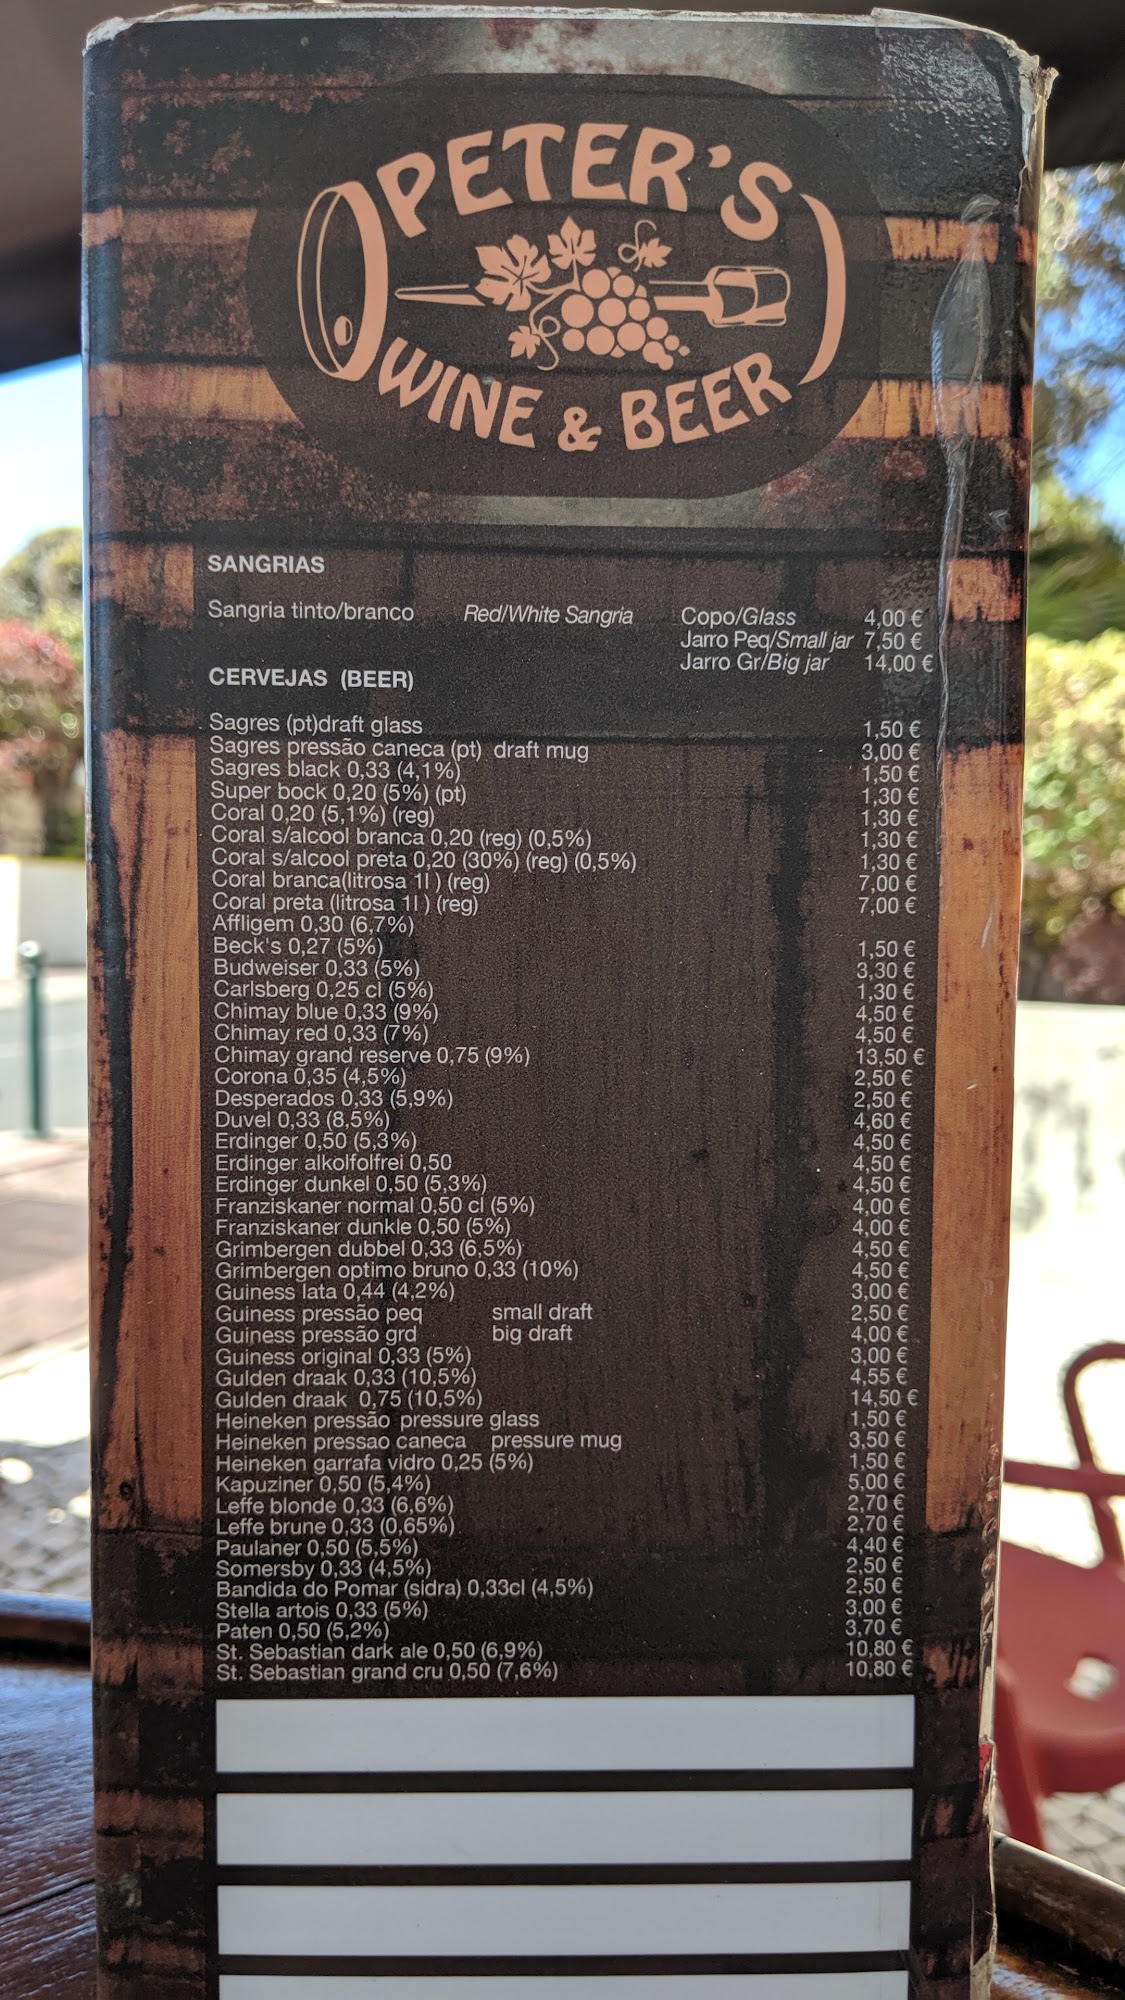 PETER'S
WINE & BEER
SANGRIAS
Sangria tinto/branco Red/White Sangria Copo/Glass 4,00 €
Jarro Peq/Small jar 7,50 €
Jarro Gr/Big jar 14,00 €
CERVEJAS (BEER)
Sagres (pt)draft glass 1,50 €
Sagres pressão caneca (pt) draft mug 3,00 €
Sagres black 0,33 (4,1%) 1,50 €
Super bock 0,20 (5%) (pt) 1,30 €
Coral 0,20 (5,1%) (reg) 1,30 €
Coral s/alcool branca 0,20 (reg) (0,5%) 1,30 €
Coral s/alcool preta 0,20 (30%) (reg) (0,5%) 1,30 €
Coral branca(litrosa 1l ) (reg) 7,00 €
Coral preta (litrosa 1l ) (reg) 7,00 €
Affligem 0,30 (6,7%)
Beck's 0,27 (5%) 1,50 €
Budweiser 0,33 (5%) 3,30 €
Carlsberg 0,25 cl (5%) 1,30 €
Chimay blue 0,33 (9%) 4,50 €
Chimay red 0,33 (7%) 4,50 €
Chimay grand reserve 0,75 (9%) 13,50 €
Corona 0,35 (4,5%) 2,50 €
Desperados 0,33 (5,9%) 2,50 €
Duvel 0,33 (8,5%) 4,60 €
Erdinger 0,50 (5,3%) 4,50 €
Erdinger alkolfolfrei 0,50 4,50 €
Erdinger dunkel 0,50 (5,3%) 4,50 €
Franziskaner normal 0,50 cl (5%) 4,00 €
Franziskaner dunkle 0,50 (5%) 4,00 €
Grimbergen dubbel 0,33 (6,5%) 4,50 €
Grimbergen optimo bruno 0,33 (10%) 4,50 €
Guiness lata 0,44 (4,2%) 3,00 €
Guiness pressão peq small draft 2,50 €
Guiness pressão grd big draft 4,00 €
Guiness original 0,33 (5%) 3,00 €
Gulden draak 0,33 (10,5%) 4,55 €
Gulden draak 0,75 (10,5%) 14,50 €
Heineken pressão pressure glass 1,50 €
Heineken pressao caneca pressure mug 3,50 €
Heineken garrafa vidro 0,25 (5%) 1,50 €
Kapuziner 0,50 (5,4%) 5,00 €
Leffe blonde 0,33 (6,6%) 2,70 €
Leffe brune 0,33 (0,65%) 2,70 €
Paulaner 0,50 (5,5%) 4,40 €
Somersby 0,33 (4,5%) 2,50 €
Bandida do Pomar (sidra) 0,33cl (4,5%) 2,50 €
Stella artois 0,33 (5%) 3,00 €
Paten 0,50 (5,2%) 3,70 €
St. Sebastian dark ale 0,50 (6,9%) 10,80 €
St. Sebastian grand cru 0,50 (7,6%) 10,80 €